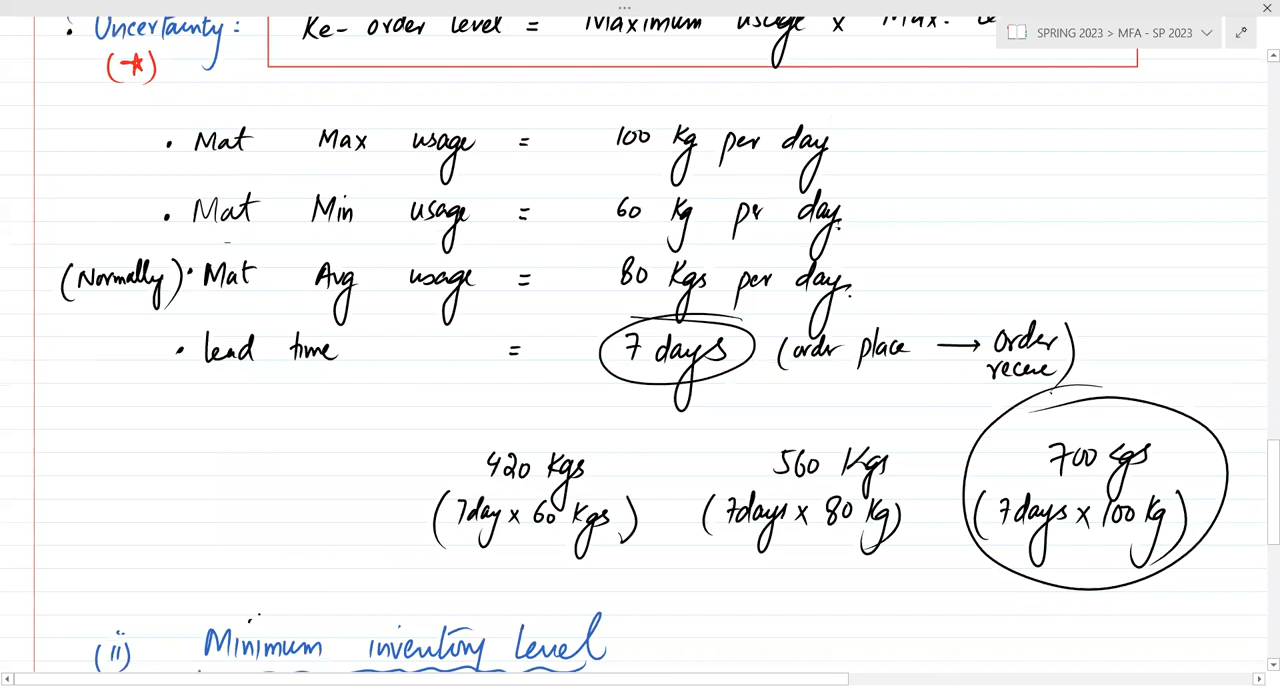 SPRING 2023 > MFA - SP 2023
• Uncertainty: Re-order level = Maximum usage x Max.
(*)
• Mat Max usage = 100 Kg per day
• Mat Min usage = 60 Kg per day.
(Normally) • Mat Avg usage = 80 Kgs per day.
• lead time = 7 days (order place → order receve)
420 Kgs 560 Kgs 700 Kgs
(7day x 60 Kgs) (7days x 80 Kg) (7days x 100 Kg)
(ii) Minimum inventory level